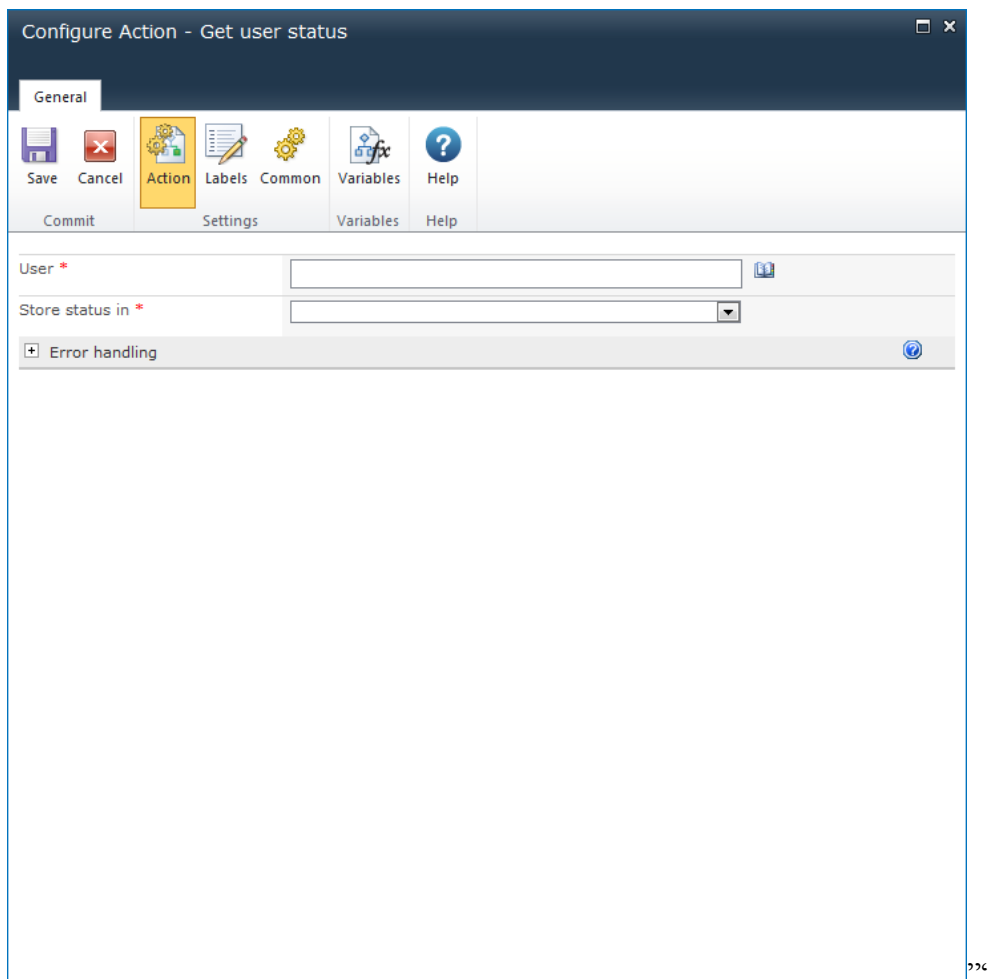 Configure Action - Get user status
General
Save Cancel Action Labels Common Variables Help
Commit Settings Variables Help
User *
Store status in *
Error handling
”“